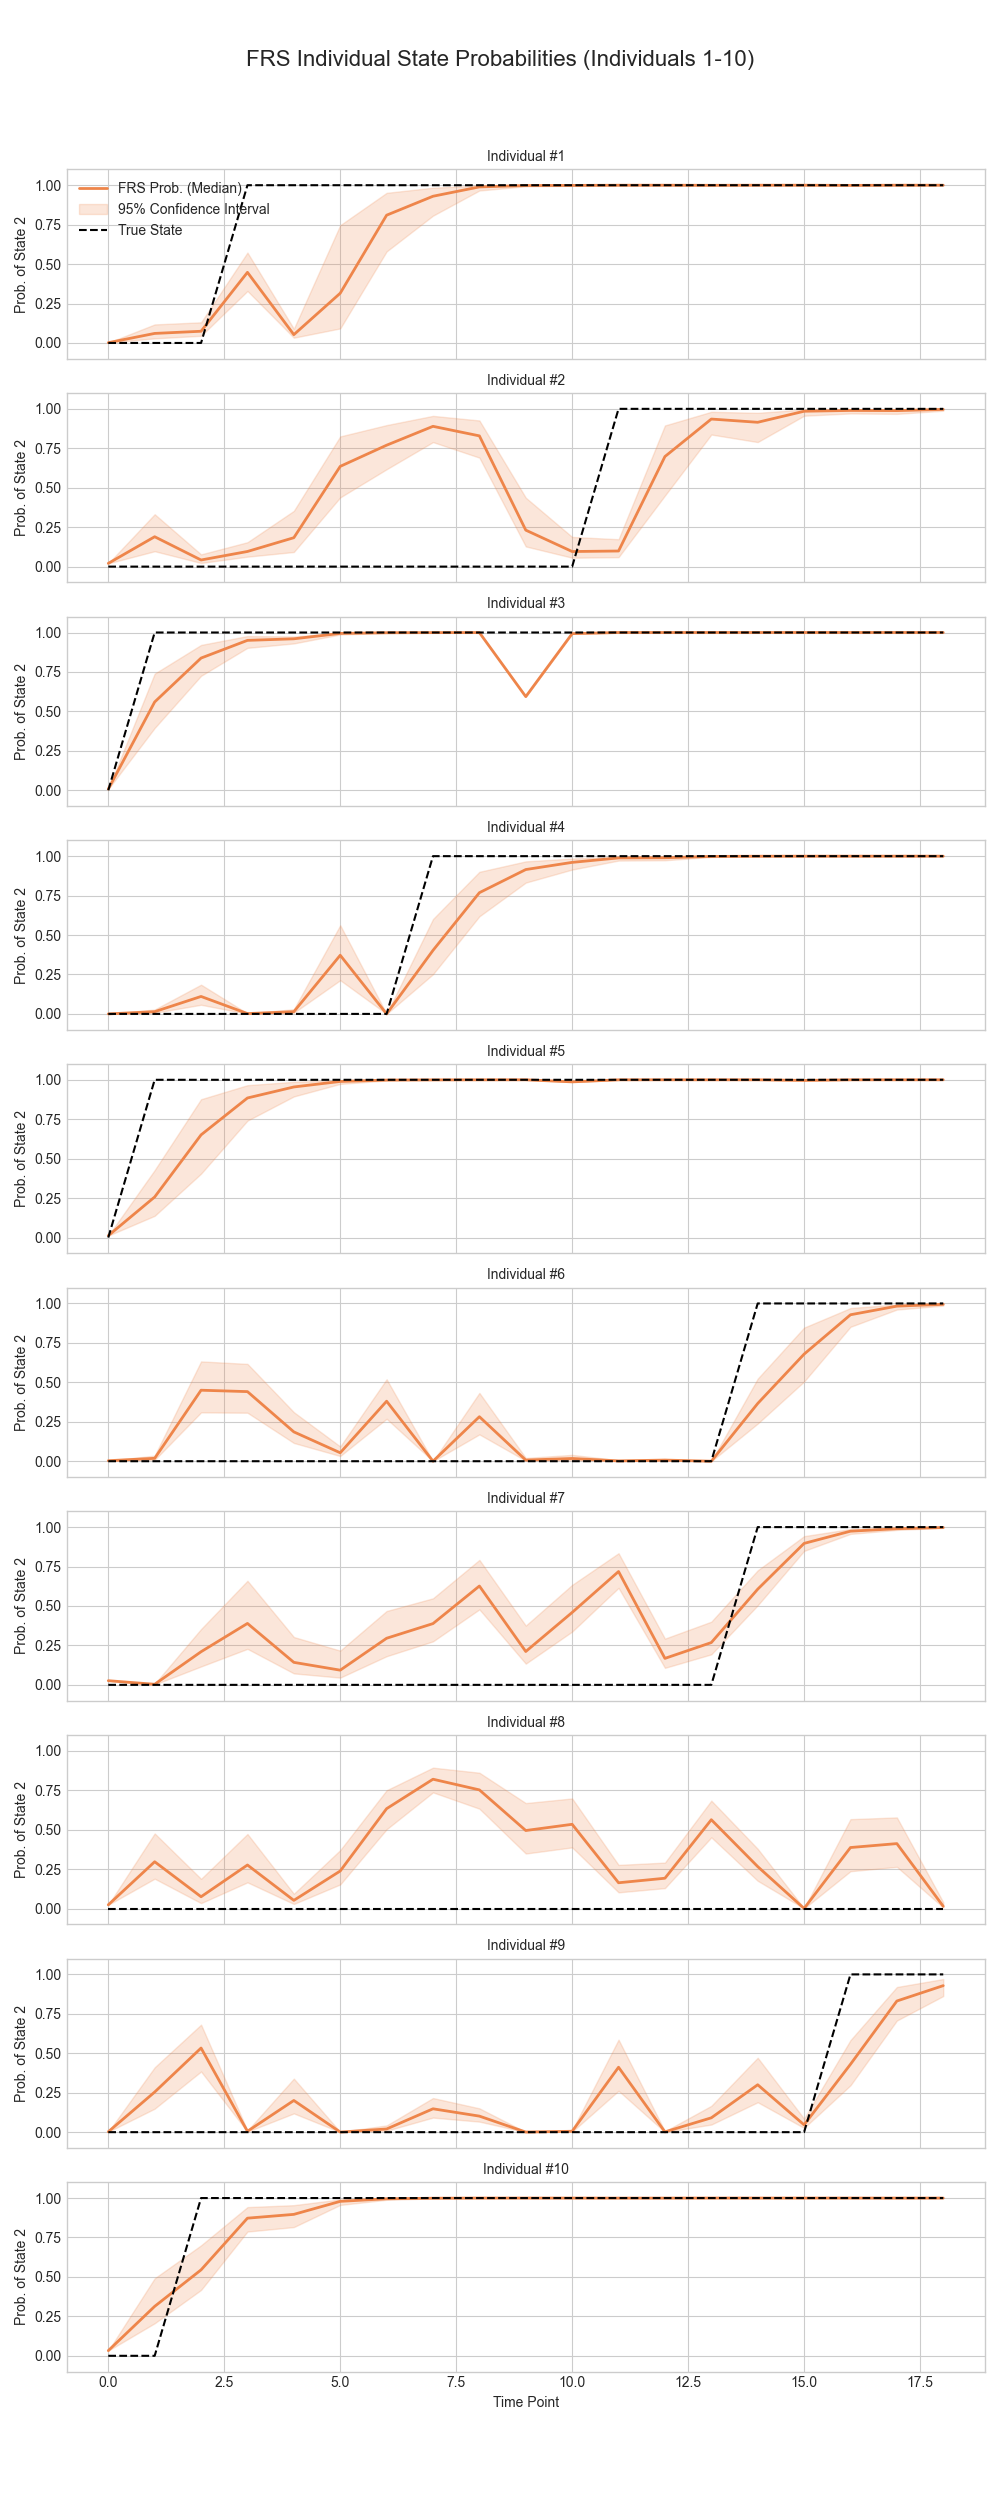 FRS Individual State Probabilities (Individuals 1-10)
Individual #1
1.00
0.75
0.50
0.25
0.00
Prob. of State 2
FRS Prob. (Median)
95% Confidence Interval
True State
Individual #2
1.00
0.75
0.50
0.25
0.00
Prob. of State 2
Individual #3
1.00
0.75
0.50
0.25
0.00
Prob. of State 2
Individual #4
1.00
0.75
0.50
0.25
0.00
Prob. of State 2
Individual #5
1.00
0.75
0.50
0.25
0.00
Prob. of State 2
Individual #6
1.00
0.75
0.50
0.25
0.00
Prob. of State 2
Individual #7
1.00
0.75
0.50
0.25
0.00
Prob. of State 2
Individual #8
1.00
0.75
0.50
0.25
0.00
Prob. of State 2
Individual #9
1.00
0.75
0.50
0.25
0.00
Prob. of State 2
Individual #10
1.00
0.75
0.50
0.25
0.00
Prob. of State 2
0.0 2.5 5.0 7.5 10.0 12.5 15.0 17.5
Time Point